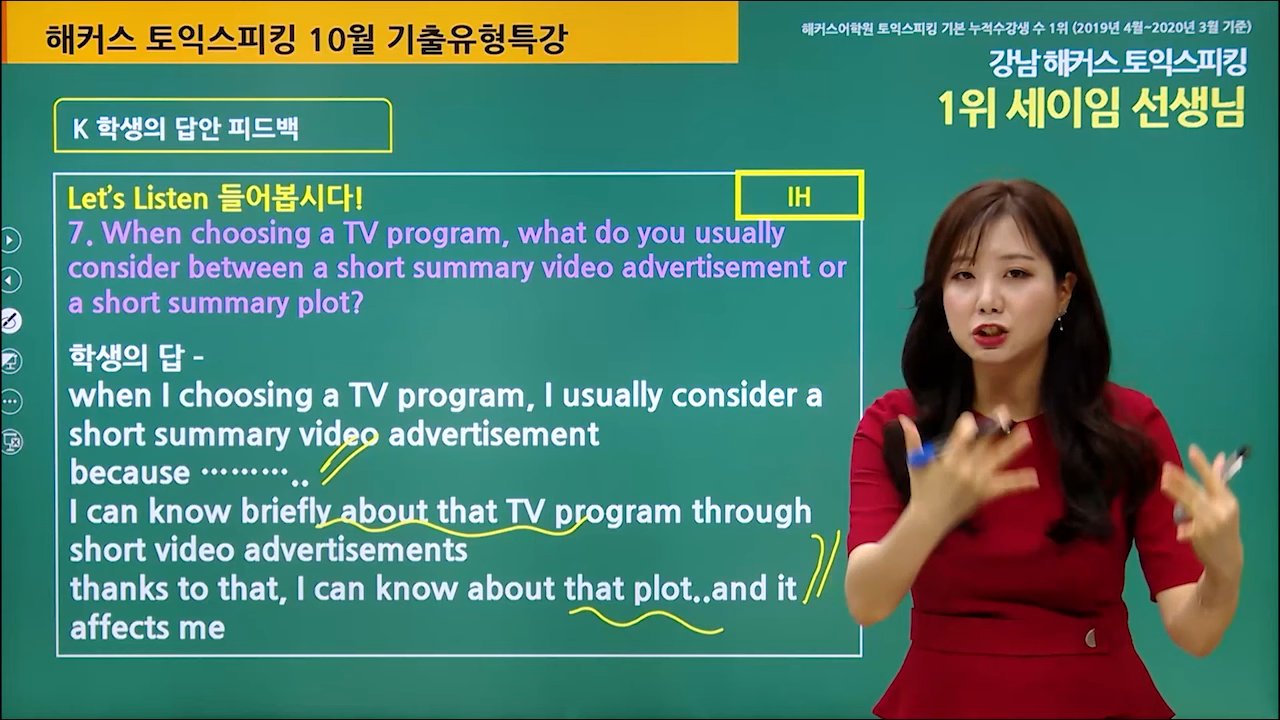 해커스 토익스피킹 10월 기출유형특강
해커스어학원 토익스피킹 기본 누적수강생 수 1위 (2019년 4월~2020년 3월 기준)
강남 해커스 토익스피킹
1위 세이임 선생님
K 학생의 답안 피드백
Let's Listen 들어봅시다!
IH
7. When choosing a TV program, what do you usually
consider between a short summary video advertisement or
a short summary plot?
학생의 답 -
when I choosing a TV program, I usually consider a
short summary video advertisement
because ………..
I can know briefly about that TV program through
short video advertisements
thanks to that, I can know about that plot..and it
affects me